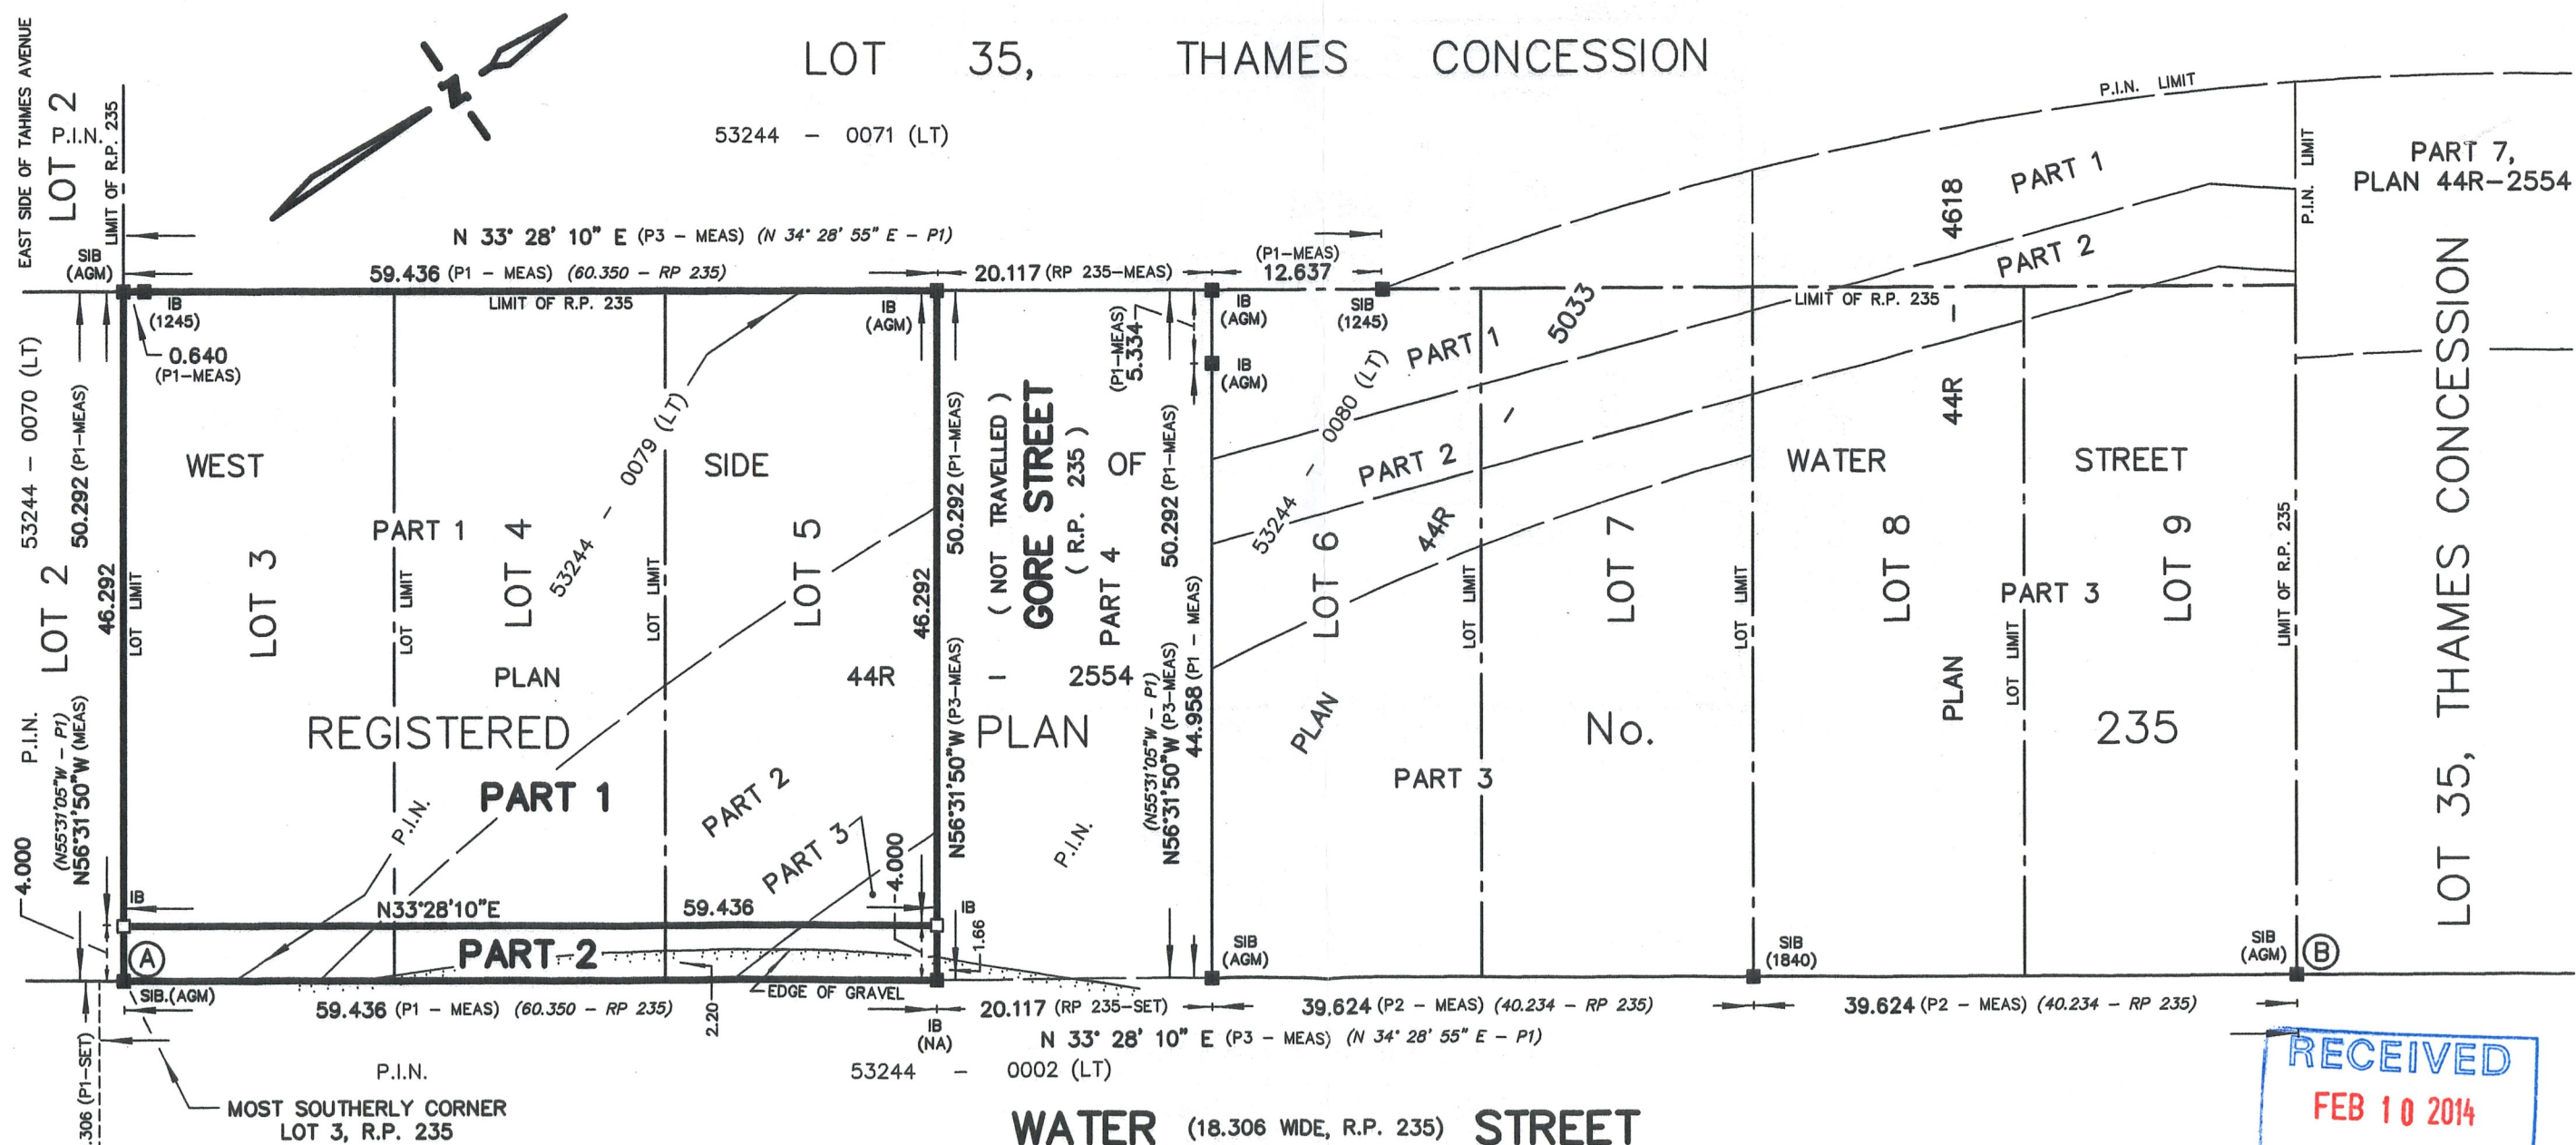 LOT 35, THAMES CONCESSION
53244 - 0071 (LT)
EAST SIDE OF TAHMES AVENUE
LOT 2
P.I.N.
LIMIT OF R.P. 235
N
P.I.N. LIMIT
P.I.N. LIMIT
PART 7,
PLAN 44R-2554
PART 1
PART 2
4618
N 33° 28' 10" E (P3 - MEAS) (N 34° 28' 55" E - P1)
SIB
(AGM)
59.436 (P1 - MEAS) (60.350 - RP 235)
20.117 (RP 235-MEAS)
(P1-MEAS)
12.637
LIMIT OF R.P. 235
IB
(1245)
0.640
(P1-MEAS)
IB
(AGM)
(P1-MEAS)
5.334
IB
(AGM)
IB
(AGM)
SIB
(1245)
LIMIT OF R.P. 235
PART 1
5033 -
44R
PLAN
53244 - 0080 (LT)
PART 2
P.I.N.
44R -
PLAN
53244 - 0070 (LT)
LOT 2
P.I.N.
50.292 (P1-MEAS)
(N55°31'05"W - P1)
N56°31'50"W (MEAS)
46.292
4.000
WEST SIDE OF WATER STREET
LOT LIMIT
LOT 3
PART 1
LOT LIMIT
LOT 4
53244 - 0079 (LT)
P.I.N.
LOT LIMIT
LOT 5
50.292 (P1-MEAS)
46.292
N56°31'50"W (P3-MEAS)
( NOT TRAVELLED )
GORE STREET
( R.P. 235 )
PART 4
50.292 (P1-MEAS)
44.958 (P1 - MEAS)
(N55°31'05"W - P1)
N56°31'50"W (P3-MEAS)
LOT 6
LOT LIMIT
LOT 7
LOT LIMIT
LOT 8
LOT LIMIT
PART 3
LOT 9
LIMIT OF R.P. 235
LOT 35, THAMES CONCESSION
PLAN 44R - 2554
REGISTERED PLAN No. 235
PART 1
PART 2
PART 3
PART 3
4.000
IB
N33°28'10"E 59.436
IB
1.66
A
PART 2
SIB
(AGM)
SIB
(1840)
SIB
(AGM)
B
SIB.(AGM)
EDGE OF GRAVEL
2.20
59.436 (P1 - MEAS) (60.350 - RP 235)
20.117 (RP 235-SET)
39.624 (P2 - MEAS) (40.234 - RP 235)
39.624 (P2 - MEAS) (40.234 - RP 235)
IB
(NA)
N 33° 28' 10" E (P3 - MEAS) (N 34° 28' 55" E - P1)
.306 (P1-SET)
P.I.N. 53244 - 0002 (LT)
MOST SOUTHERLY CORNER
LOT 3, R.P. 235
WATER (18.306 WIDE, R.P. 235) STREET
RECEIVED
FEB 10 2014